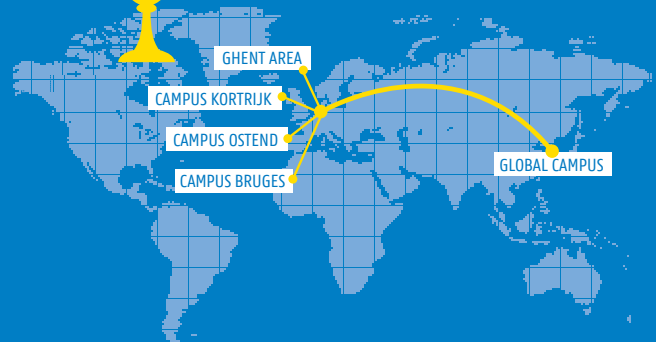 GHENT AREA
CAMPUS KORTRIJK
CAMPUS OSTEND
CAMPUS BRUGES
GLOBAL CAMPUS